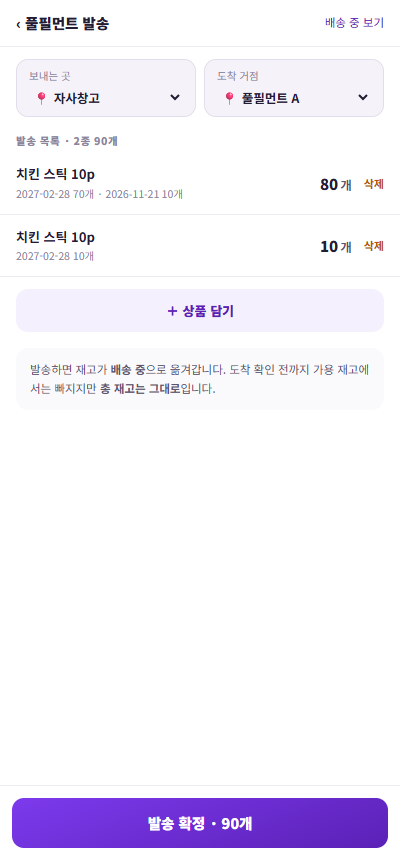 ‹ 풀필먼트 발송
배송 중 보기
보내는 곳
📍 자사창고
도착 거점
📍 풀필먼트 A
발송 목록 · 2종 90개
치킨 스틱 10p
2027-02-28 70개 · 2026-11-21 10개
80 개
삭제
치킨 스틱 10p
2027-02-28 10개
10 개
삭제
+ 상품 담기
발송하면 재고가 배송 중으로 옮겨갑니다. 도착 확인 전까지 가용 재고에
서는 빠지지만 총 재고는 그대로입니다.
발송 확정 · 90개